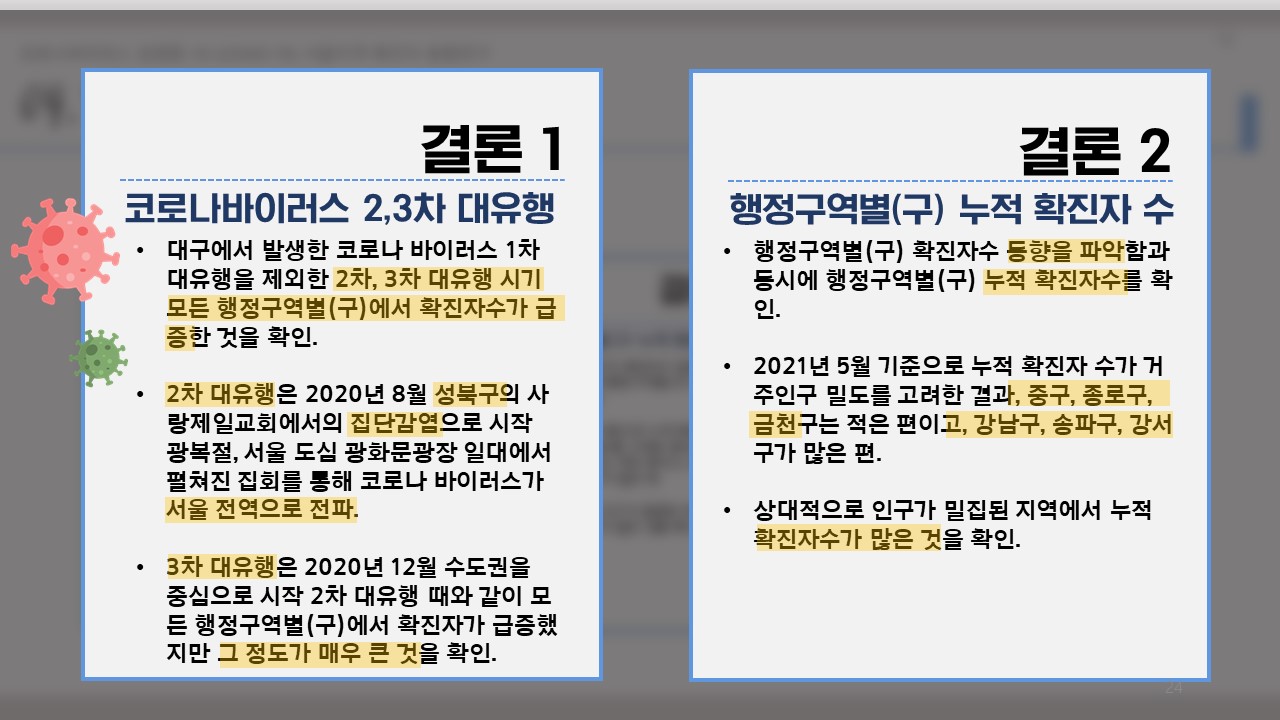 결론 1
코로나바이러스 2,3차 대유행
• 대구에서 발생한 코로나 바이러스 1차
대유행을 제외한 2차, 3차 대유행 시기
모든 행정구역별(구)에서 확진자수가 급
증한 것을 확인.
• 2차 대유행은 2020년 8월 성북구의 사
랑제일교회에서의 집단감염으로 시작
광복절, 서울 도심 광화문광장 일대에서
펼쳐진 집회를 통해 코로나 바이러스가
서울 전역으로 전파.
• 3차 대유행은 2020년 12월 수도권을
중심으로 시작 2차 대유행 때와 같이 모
든 행정구역별(구)에서 확진자가 급증했
지만 그 정도가 매우 큰 것을 확인.
결론 2
행정구역별(구) 누적 확진자 수
• 행정구역별(구) 확진자수 동향을 파악함과
동시에 행정구역별(구) 누적 확진자수를 확
인.
• 2021년 5월 기준으로 누적 확진자 수가 거
주인구 밀도를 고려한 결과, 중구, 종로구,
금천구는 적은 편이고, 강남구, 송파구, 강서
구가 많은 편.
• 상대적으로 인구가 밀집된 지역에서 누적
확진자수가 많은 것을 확인.
24